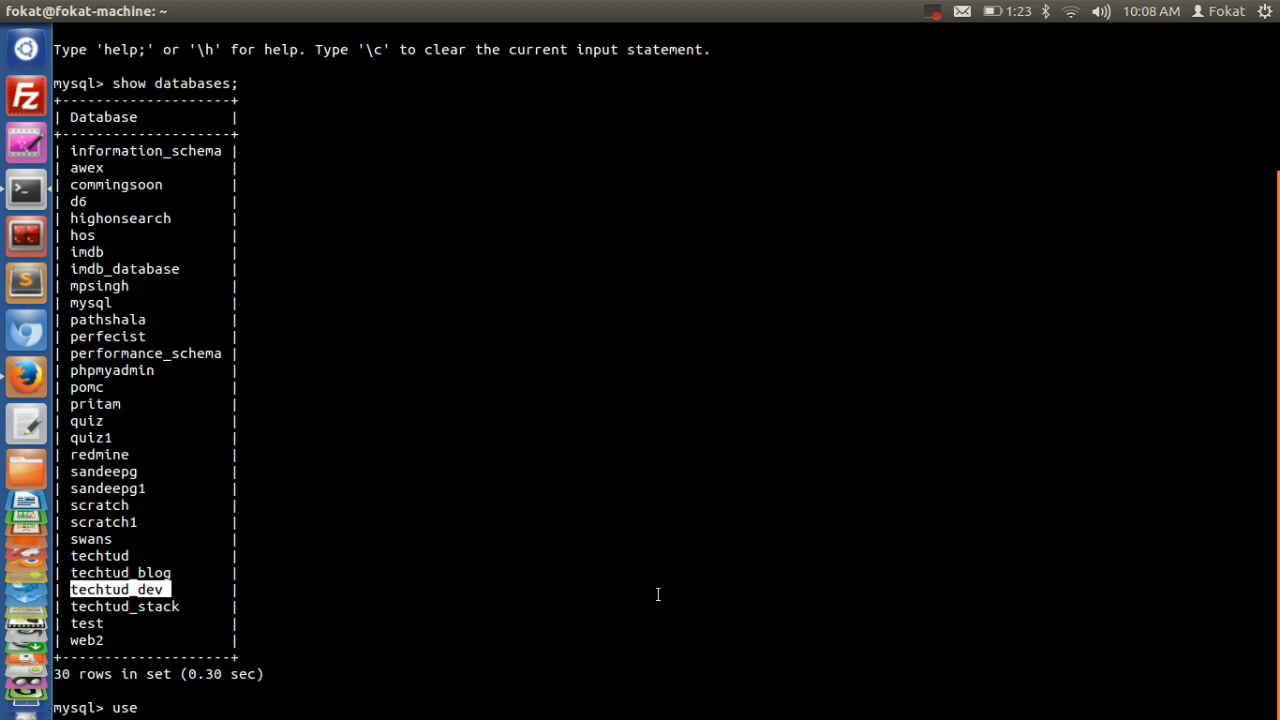 fokat@fokat-machine: ~
1:23 10:08 AM Fokat
Type 'help;' or '\h' for help. Type '\c' to clear the current input statement.
mysql> show databases;
+--------------------+
| Database           |
+--------------------+
| information_schema |
| awex               |
| commingsoon        |
| d6                 |
| highonsearch       |
| hos                |
| imdb               |
| imdb_database      |
| mpsingh            |
| mysql              |
| pathshala          |
| perfecist          |
| performance_schema |
| phpmyadmin         |
| pomc               |
| pritam             |
| quiz               |
| quiz1              |
| redmine            |
| sandeepg           |
| sandeepg1          |
| scratch            |
| scratch1           |
| swans              |
| techtud            |
| techtud_blog       |
| techtud_dev        |
| techtud_stack      |
| test               |
| web2               |
+--------------------+
30 rows in set (0.30 sec)
mysql> use